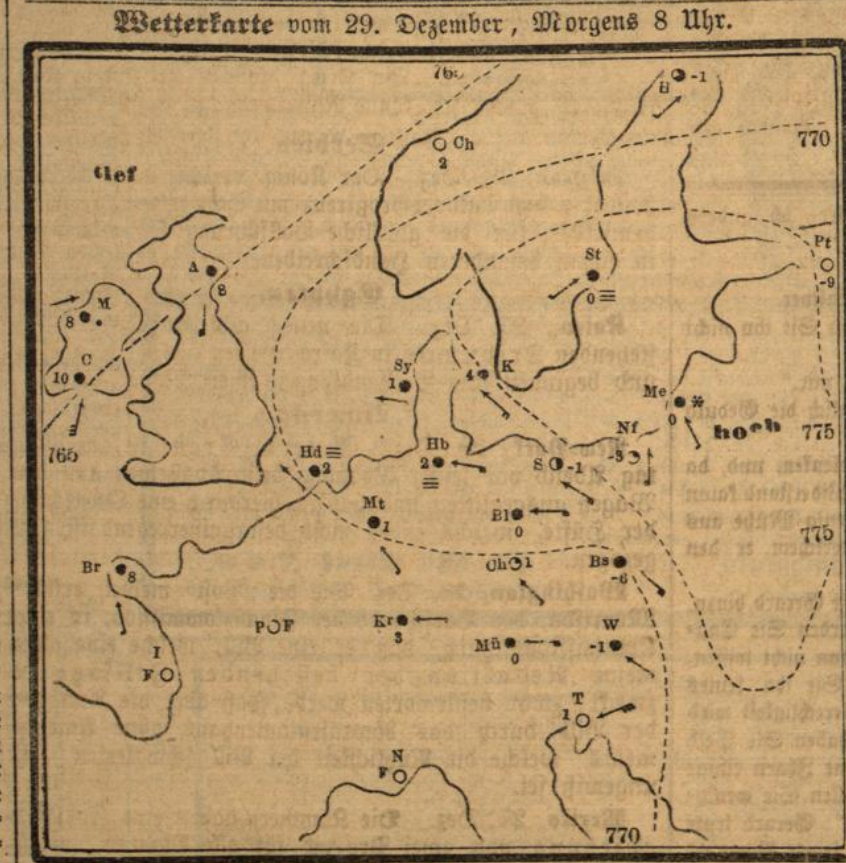 Wetterkarte vom 29. Dezember, Morgens 8 Uhr.
H -1
Ch
2
770
tief
Pt
-9
A
8
St
0 ≡
M
8
C
10
Sy
1
K
4
Me
0 *
hoch
775
765
Nf
-3
Hd ≡
2
Hb
2
≡
S -1
Mt
1
Bl
0
775
Br
8
Ch 1
Bs
-6
P F
Kr
3
Mü
0
W
-1
I
F
T
1
N
F
770